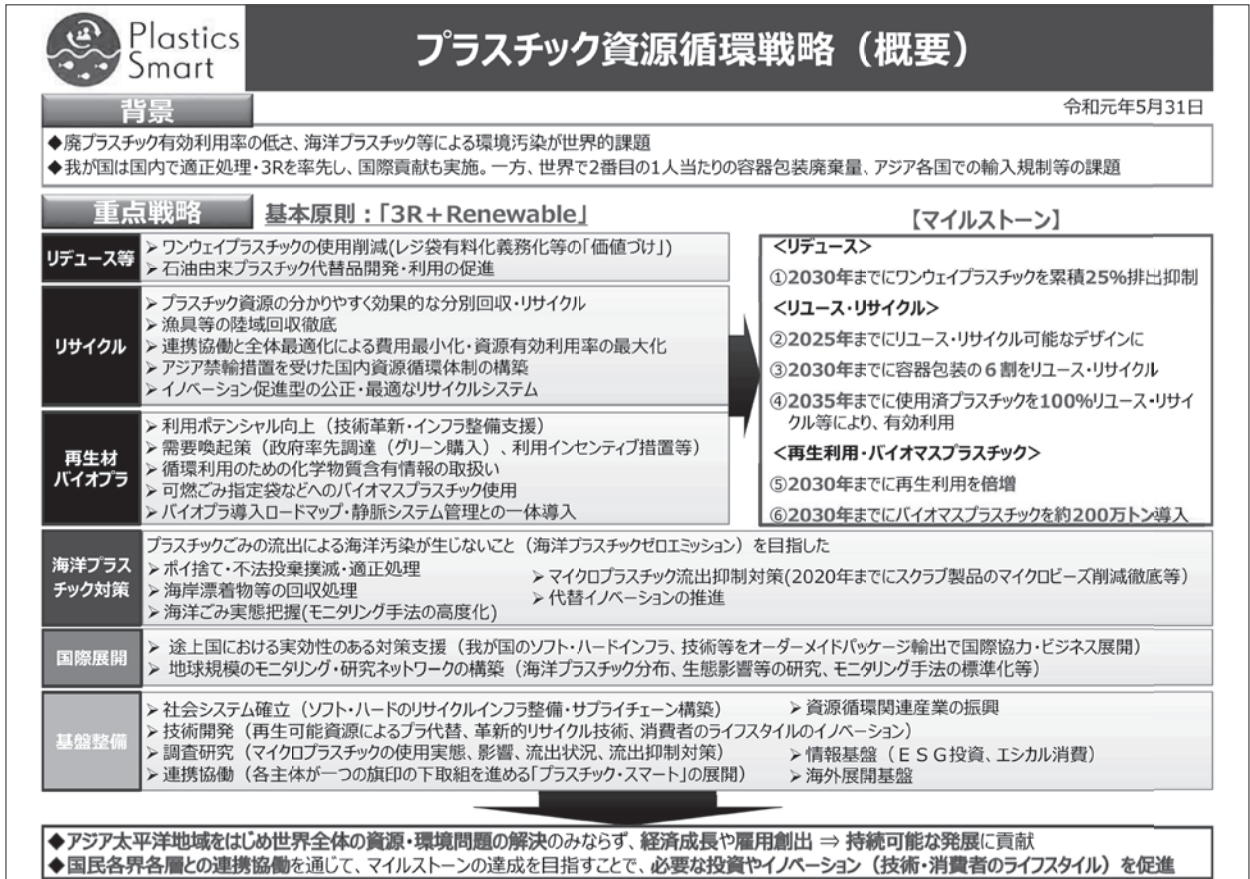 Plastics
Smart
プラスチック資源循環戦略（概要）
背景
令和元年5月31日
◆廃プラスチック有効利用率の低さ、海洋プラスチック等による環境汚染が世界的課題
◆我が国は国内で適正処理・3Rを率先し、国際貢献も実施。一方、世界で2番目の1人当たりの容器包装廃棄量、アジア各国での輸入規制等の課題
重点戦略
基本原則：「3R＋Renewable」
リデュース等
➢ワンウェイプラスチックの使用削減(レジ袋有料化義務化等の「価値づけ」)
➢石油由来プラスチック代替品開発・利用の促進
リサイクル
➢プラスチック資源の分かりやすく効果的な分別回収・リサイクル
➢漁具等の陸域回収徹底
➢連携協働と全体最適化による費用最小化・資源有効利用率の最大化
➢アジア禁輸措置を受けた国内資源循環体制の構築
➢イノベーション促進型の公正・最適なリサイクルシステム
再生材
バイオプラ
➢利用ポテンシャル向上（技術革新・インフラ整備支援）
➢需要喚起策（政府率先調達（グリーン購入）、利用インセンティブ措置等）
➢循環利用のための化学物質含有情報の取扱い
➢可燃ごみ指定袋などへのバイオマスプラスチック使用
➢バイオプラ導入ロードマップ・静脈システム管理との一体導入
【マイルストーン】
＜リデュース＞
①2030年までにワンウェイプラスチックを累積25%排出抑制
＜リユース・リサイクル＞
②2025年までにリユース・リサイクル可能なデザインに
③2030年までに容器包装の６割をリユース・リサイクル
④2035年までに使用済プラスチックを100%リユース・リサイ
クル等により、有効利用
＜再生利用・バイオマスプラスチック＞
⑤2030年までに再生利用を倍増
⑥2030年までにバイオマスプラスチックを約200万トン導入
海洋プラス
チック対策
プラスチックごみの流出による海洋汚染が生じないこと（海洋プラスチックゼロエミッション）を目指した
➢ポイ捨て・不法投棄撲滅・適正処理
➢海岸漂着物等の回収処理
➢海洋ごみ実態把握(モニタリング手法の高度化)
➢マイクロプラスチック流出抑制対策(2020年までにスクラブ製品のマイクロビーズ削減徹底等)
➢代替イノベーションの推進
国際展開
➢途上国における実効性のある対策支援（我が国のソフト・ハードインフラ、技術等をオーダーメイドパッケージ輸出で国際協力・ビジネス展開）
➢地球規模のモニタリング・研究ネットワークの構築（海洋プラスチック分布、生態影響等の研究、モニタリング手法の標準化等）
基盤整備
➢社会システム確立（ソフト・ハードのリサイクルインフラ整備・サプライチェーン構築）
➢技術開発（再生可能資源によるプラ代替、革新的リサイクル技術、消費者のライフスタイルのイノベーション）
➢調査研究（マイクロプラスチックの使用実態、影響、流出状況、流出抑制対策）
➢連携協働（各主体が一つの旗印の下取組を進める「プラスチック・スマート」の展開）
➢資源循環関連産業の振興
➢情報基盤（ＥＳＧ投資、エシカル消費）
➢海外展開基盤
◆アジア太平洋地域をはじめ世界全体の資源・環境問題の解決のみならず、経済成長や雇用創出 ⇒ 持続可能な発展に貢献
◆国民各界各層との連携協働を通じて、マイルストーンの達成を目指すことで、必要な投資やイノベーション（技術・消費者のライフスタイル）を促進